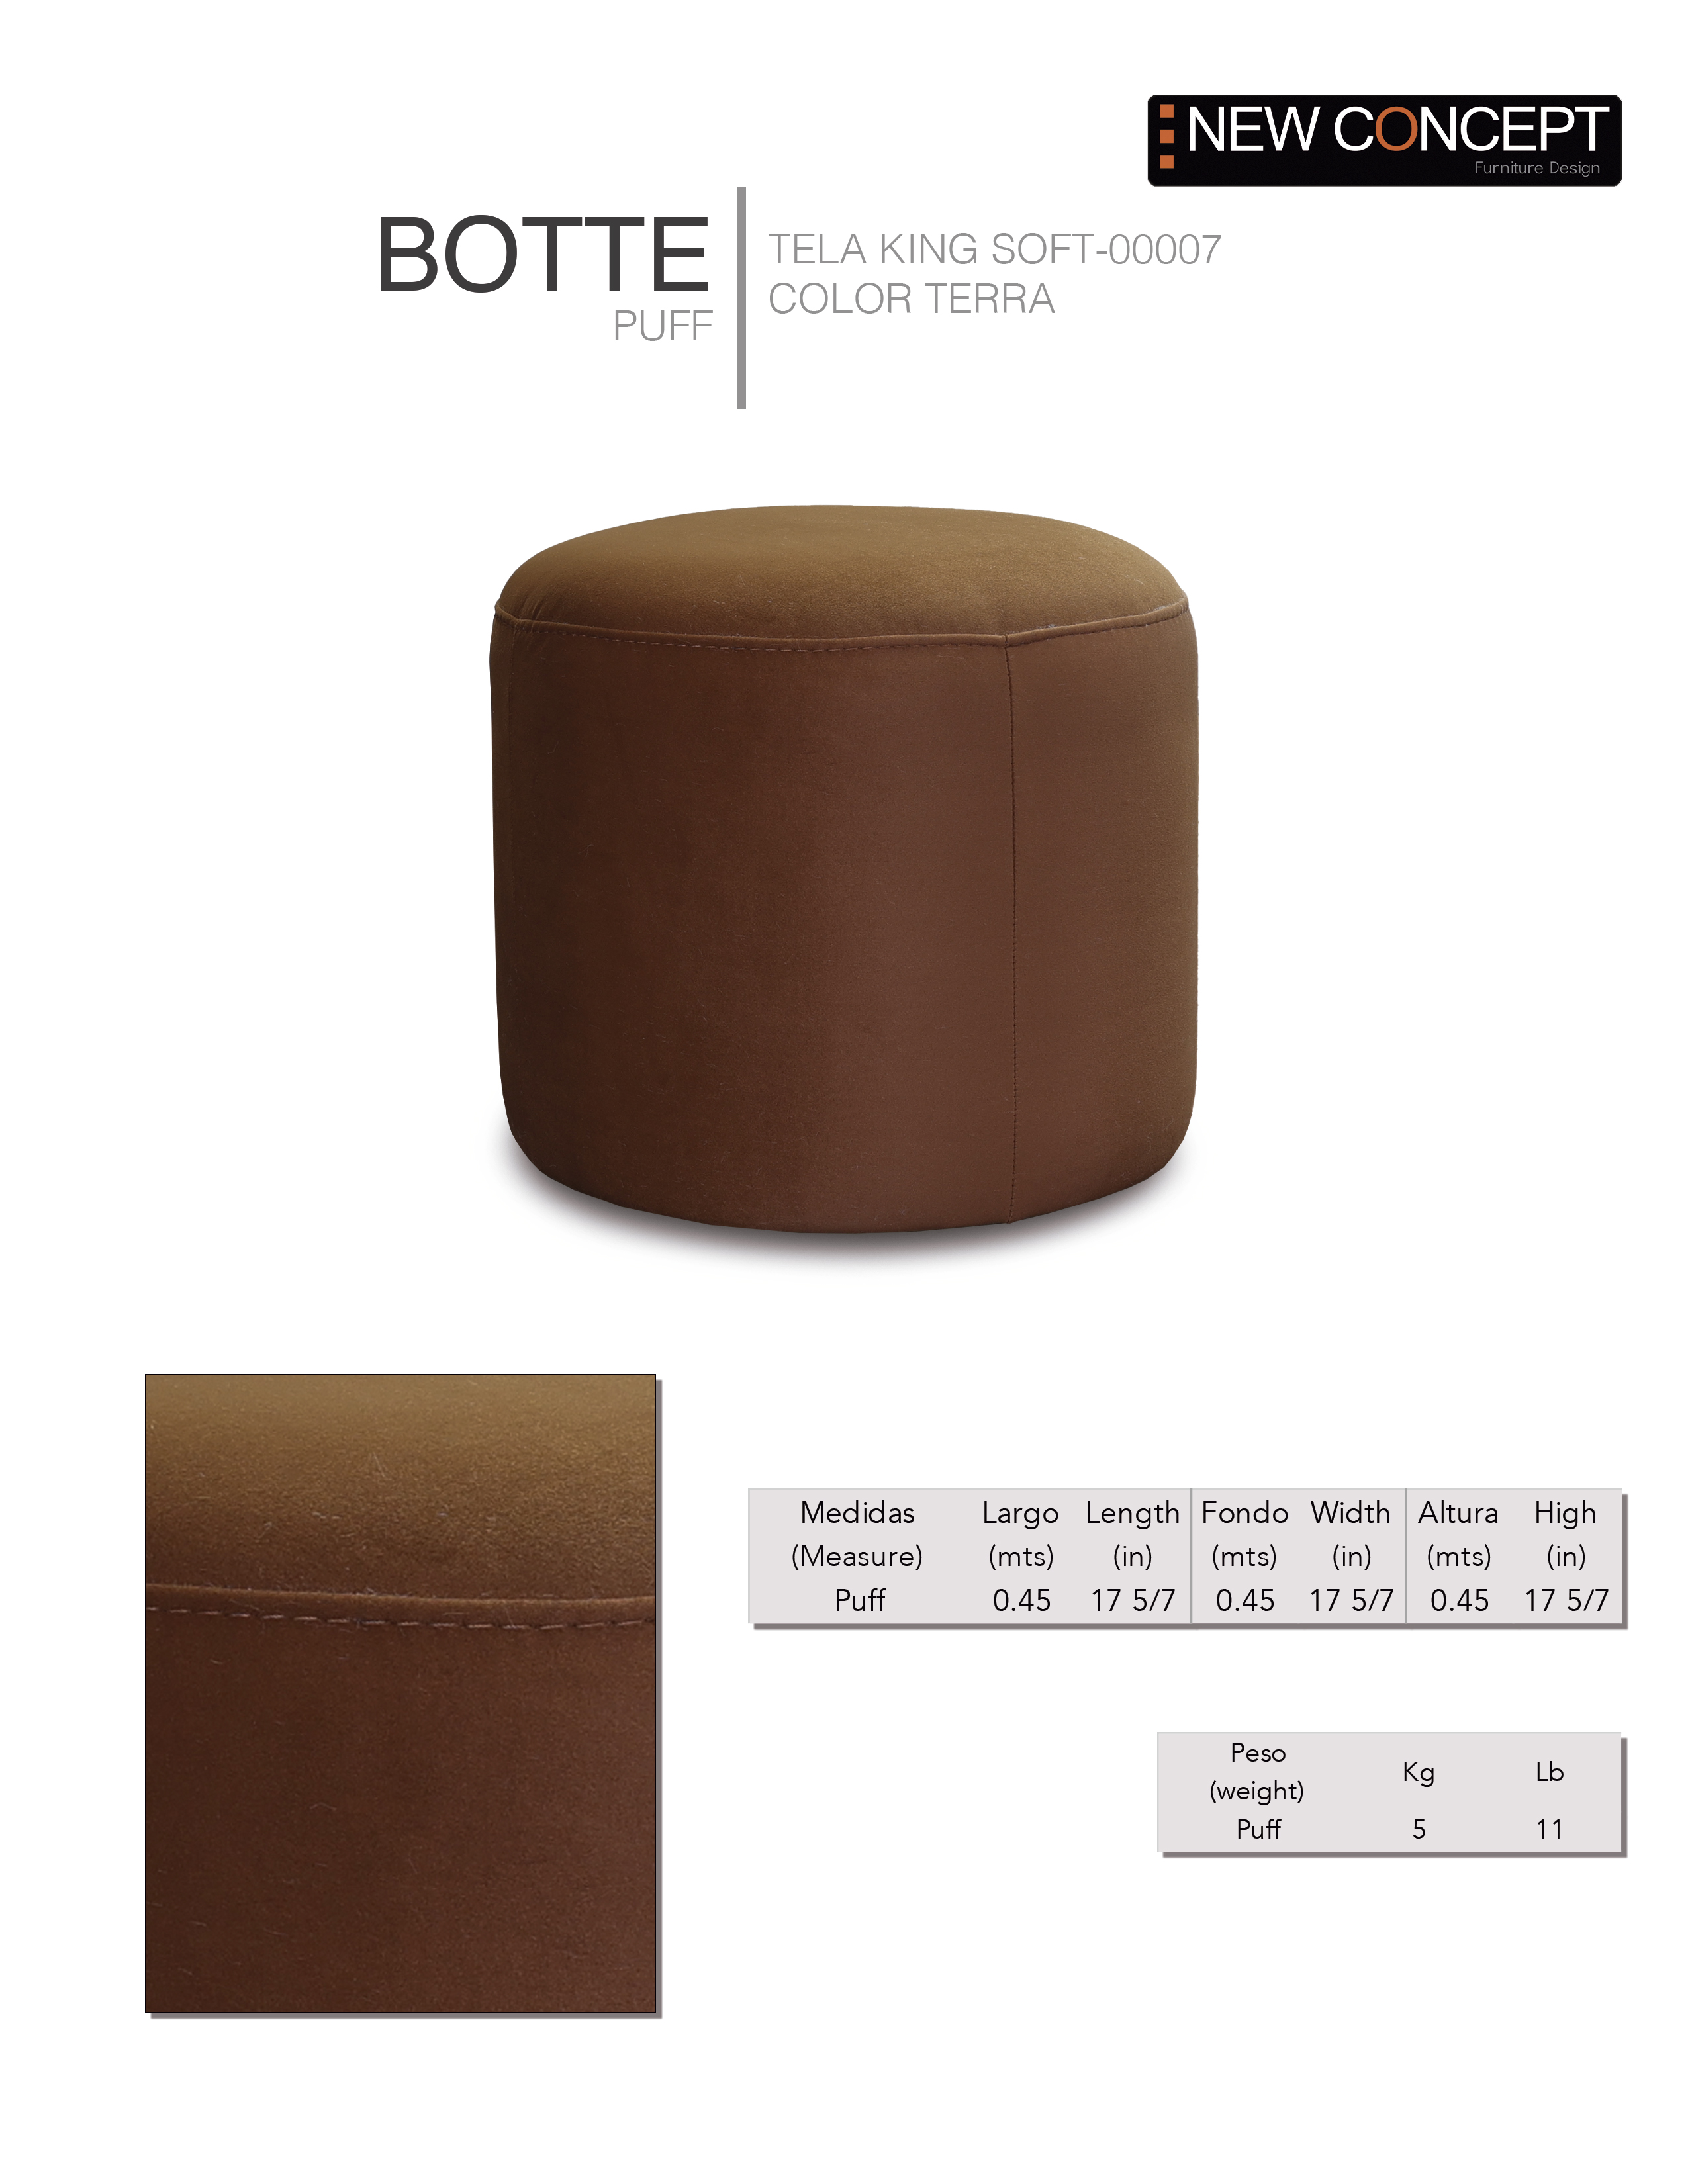 NEW CONCEPT
Furniture Design
BOTTE
PUFF
TELA KING SOFT-00007
COLOR TERRA
Medidas Largo Length Fondo Width Altura High
(Measure) (mts) (in) (mts) (in) (mts) (in)
Puff 0.45 17 5/7 0.45 17 5/7 0.45 17 5/7
Peso
(weight) Kg Lb
Puff 5 11